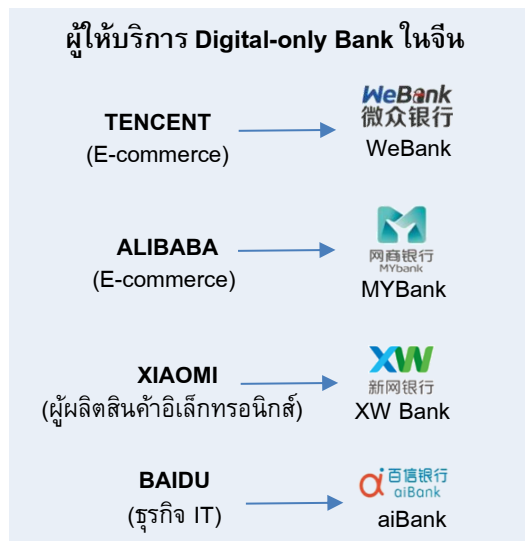 ผู้ให้บริการ Digital-only Bank ในจีน
TENCENT
(E-commerce)
WeBank
微众银行
WeBank
ALIBABA
(E-commerce)
网商银行
MYbank
MYBank
XIAOMI
(ผู้ผลิตสินค้าอิเล็กทรอนิกส์)
XW
新网银行
XW Bank
BAIDU
(ธุรกิจ IT)
百信银行
aiBank
aiBank